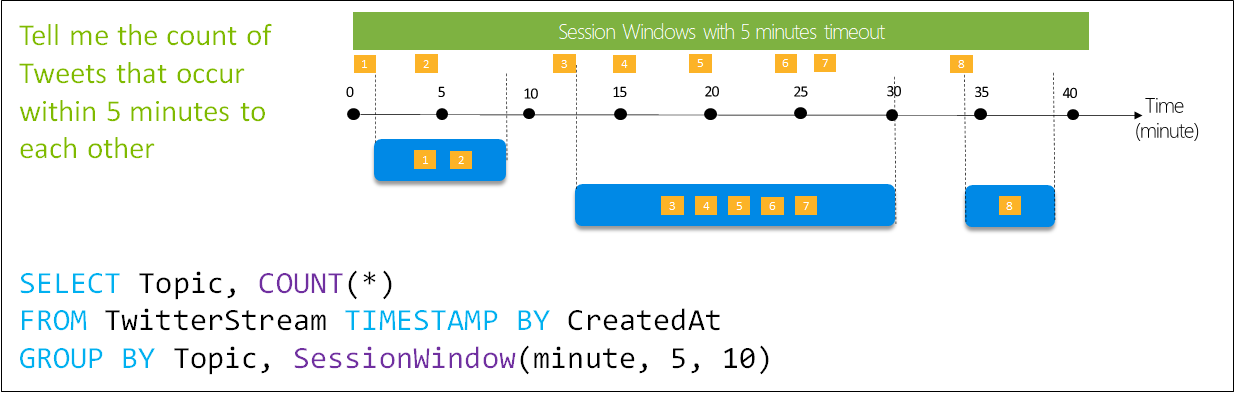 Tell me the count of
Tweets that occur
within 5 minutes to
each other
Session Windows with 5 minutes timeout
1 2 3 4 5 6 7 8
0 5 10 15 20 25 30 35 40
Time
(minute)
1 2
3 4 5 6 7 8
SELECT Topic, COUNT(*)
FROM TwitterStream TIMESTAMP BY CreatedAt
GROUP BY Topic, SessionWindow(minute, 5, 10)